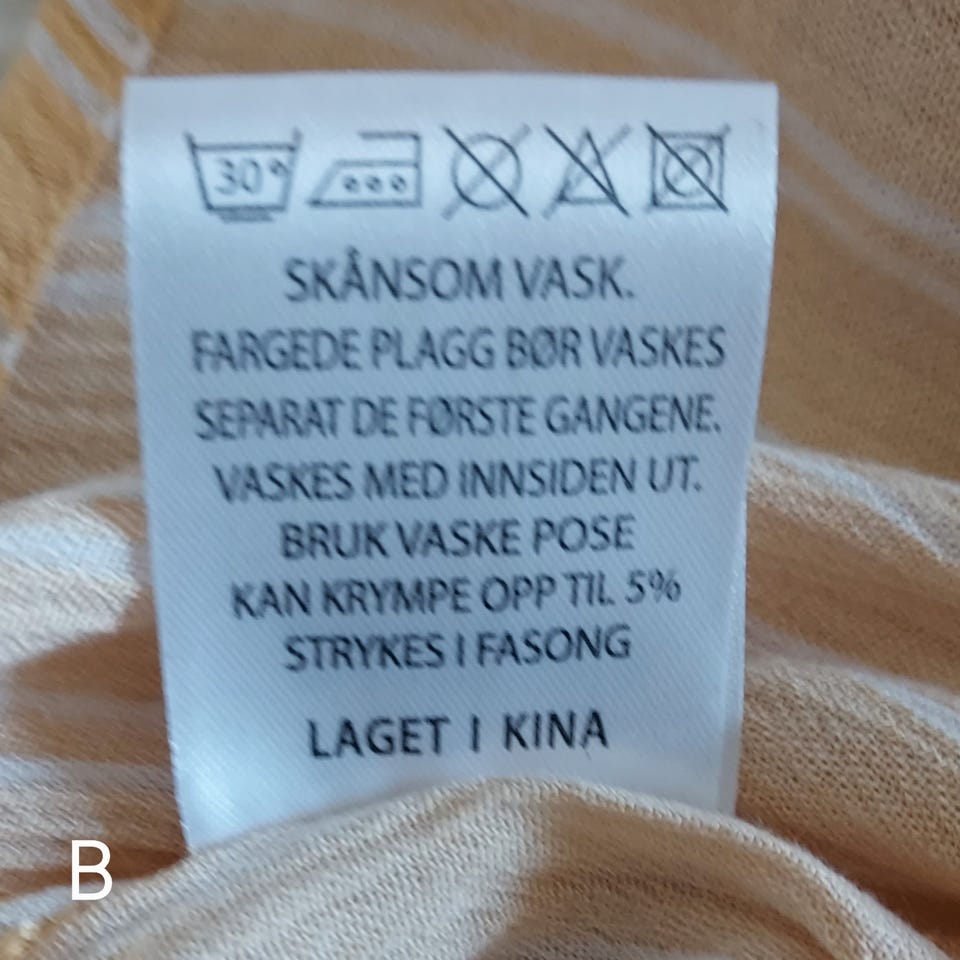 30°
SKÅNSOM VASK.
FARGEDE PLAGG BØR VASKES
SEPARAT DE FØRSTE GANGENE.
VASKES MED INNSIDEN UT.
BRUK VASKE POSE
KAN KRYMPE OPP TIL 5%
STRYKES I FASONG
LAGET I KINA
B